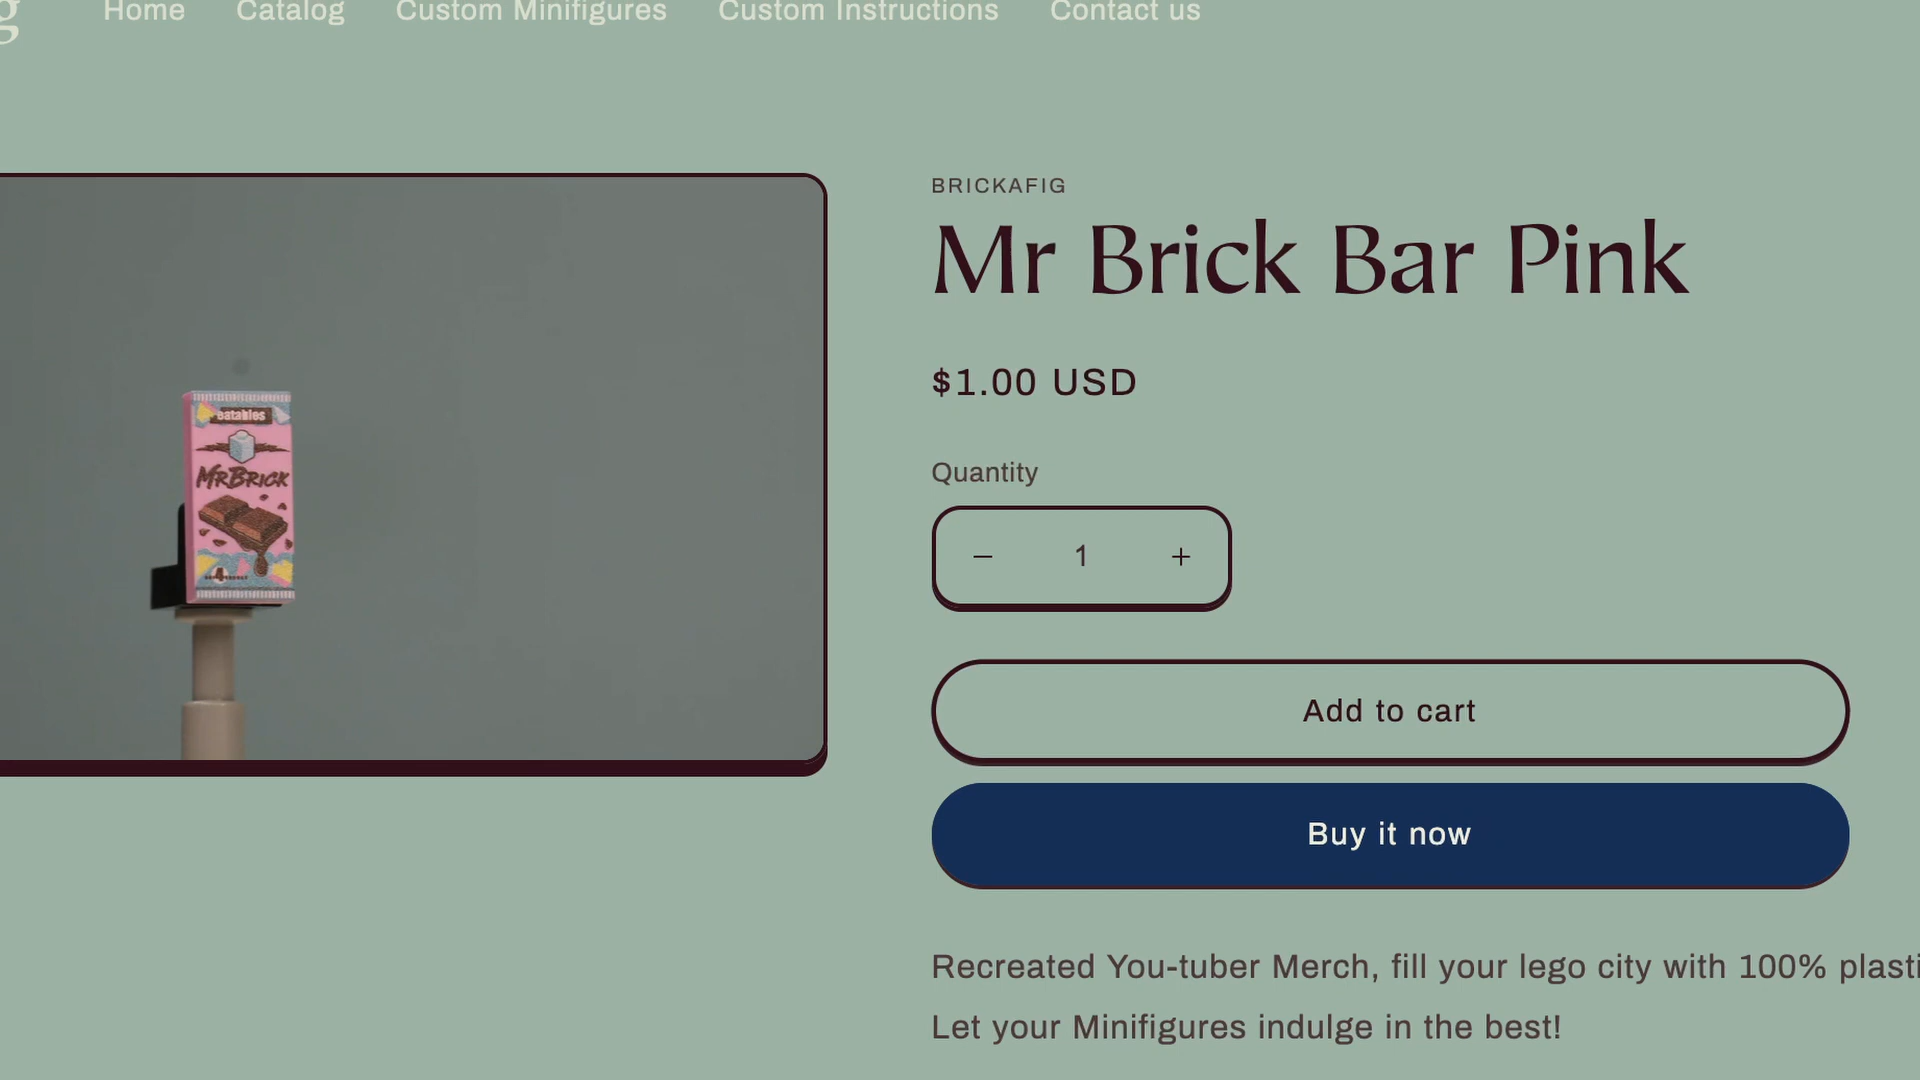 g Home Catalog Custom Minifigures Custom Instructions Contact us
BRICKAFIG
Mr Brick Bar Pink
$1.00 USD
Quantity
− 1 +
Add to cart
Buy it now
Recreated You-tuber Merch, fill your lego city with 100% plasti
Let your Minifigures indulge in the best!
eatables
MRBRICK
4